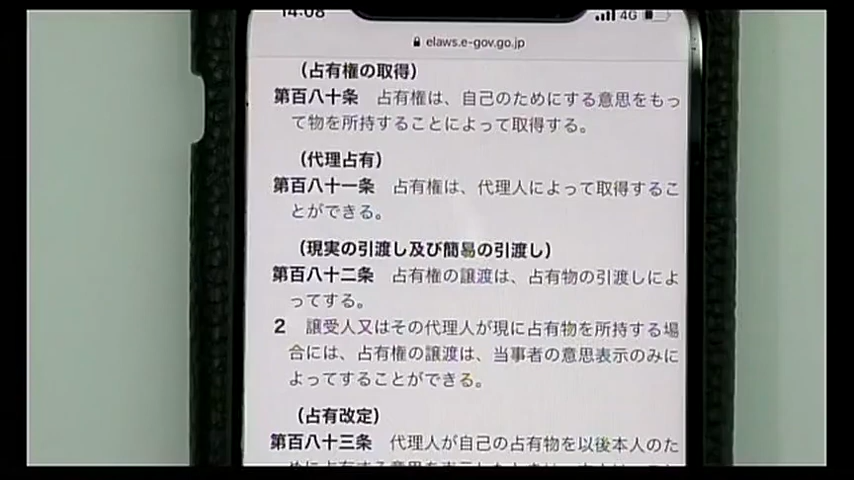 14:08 4G
elaws.e-gov.go.jp
（占有権の取得）
第百八十条　占有権は、自己のためにする意思をもっ
て物を所持することによって取得する。
（代理占有）
第百八十一条　占有権は、代理人によって取得するこ
とができる。
（現実の引渡し及び簡易の引渡し）
第百八十二条　占有権の譲渡は、占有物の引渡しによ
ってする。
２　譲受人又はその代理人が現に占有物を所持する場
合には、占有権の譲渡は、当事者の意思表示のみに
よってすることができる。
（占有改定）
第百八十三条　代理人が自己の占有物を以後本人のた